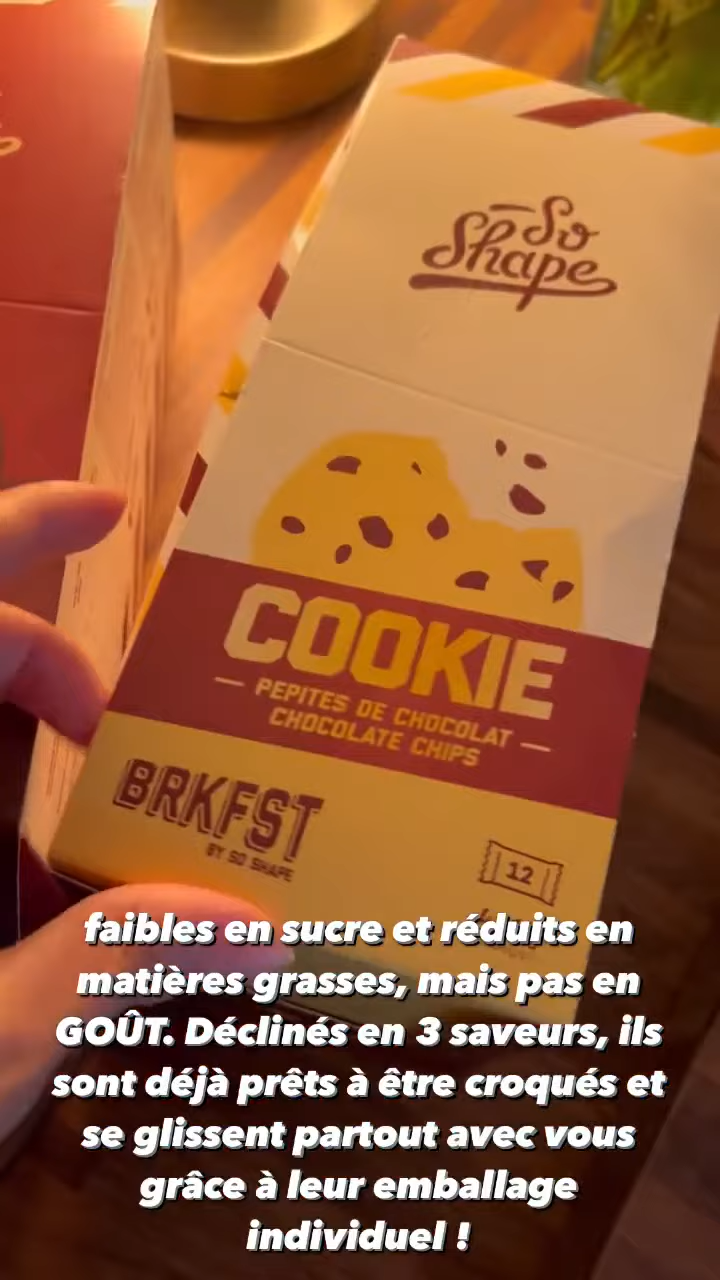 So
Shape
COOKIE
PEPITES DE CHOCOLAT
CHOCOLATE CHIPS
BRKFST
BY SO SHAPE
12
faibles en sucre et réduits en
matières grasses, mais pas en
GOÛT. Déclinés en 3 saveurs, ils
sont déjà prêts à être croqués et
se glissent partout avec vous
grâce à leur emballage
individuel !